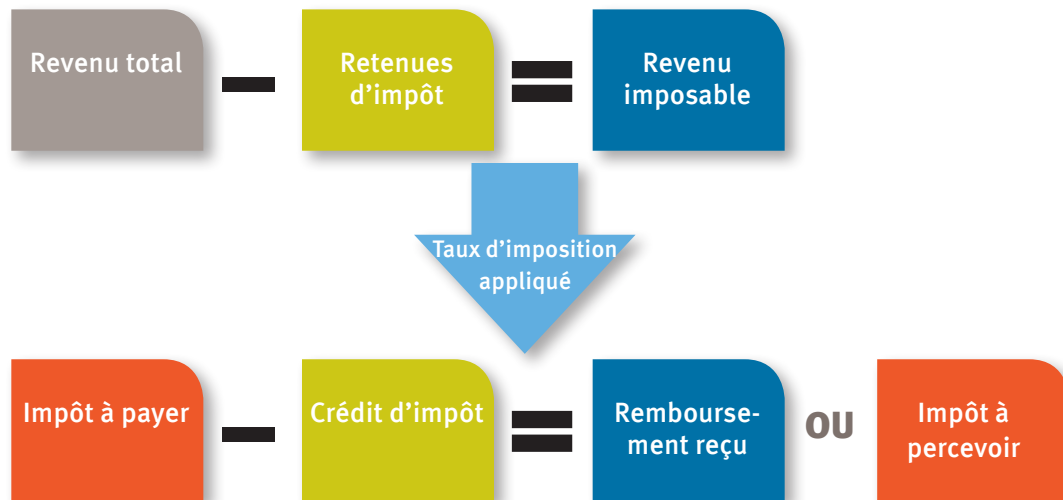 Revenu total
Retenues
d'impôt
Revenu
imposable
Taux d'imposition
appliqué
Impôt à payer
Crédit d'impôt
Rembourse-
ment reçu
OU
Impôt à
percevoir